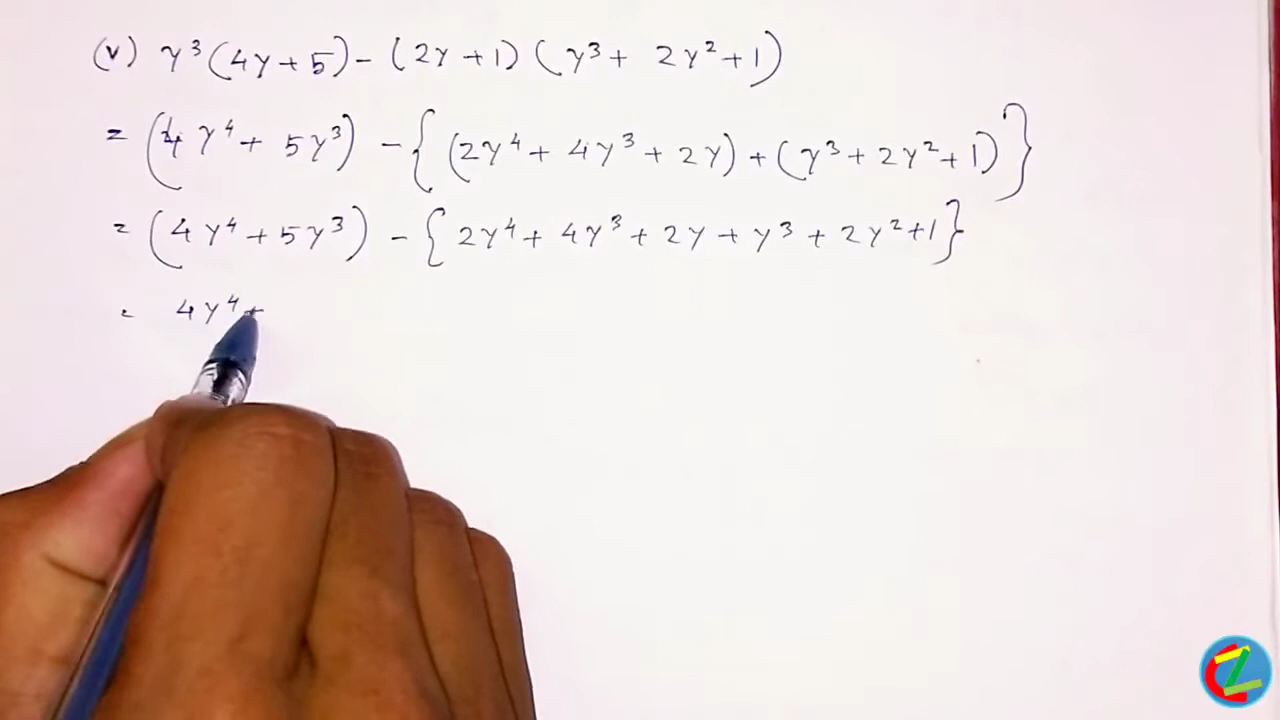 (v) y³(4y+5)-(2y+1)(y³+ 2y²+1)
= (4y⁴+ 5y³) -{(2y⁴+ 4y³+2y)+(y³+2y²+1)}
= (4y⁴+5y³) -{2y⁴+ 4y³+2y+y³+2y²+1}
= 4y⁴+